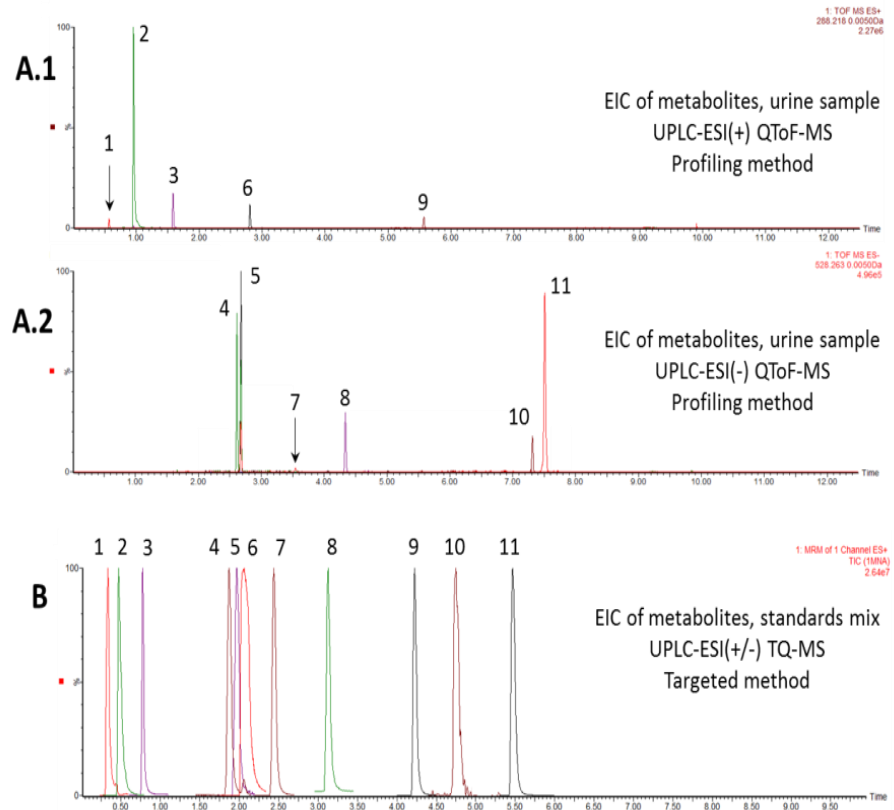 1: TOF MS ES+
288.218 0.0050Da
2.27e6
A.1
100
%
0
1 2 3 6 9
EIC of metabolites, urine sample
UPLC-ESI(+) QToF-MS
Profiling method
1.00 2.00 3.00 4.00 5.00 6.00 7.00 8.00 9.00 10.00 11.00 12.00 Time
1: TOF MS ES-
528.263 0.0050Da
4.96e5
A.2
100
%
0
4 5 7 8 10 11
EIC of metabolites, urine sample
UPLC-ESI(-) QToF-MS
Profiling method
1.00 2.00 3.00 4.00 5.00 6.00 7.00 8.00 9.00 10.00 11.00 12.00 Time
1 2 3 4 5 6 7 8 9 10 11
1: MRM of 1 Channel ES+
TIC (1MNA)
2.64e7
B
100
%
0
EIC of metabolites, standards mix
UPLC-ESI(+/-) TQ-MS
Targeted method
0.50 1.00 1.50 2.00 2.50 3.00 3.50 4.00 4.50 5.00 5.50 6.00 6.50 7.00 7.50 8.00 8.50 9.00 9.50 Time